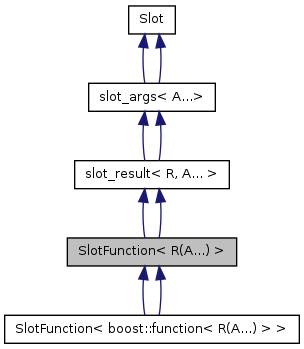 Slot
slot_args< A...>
slot_result< R, A... >
SlotFunction< R(A...) >
SlotFunction< boost::function< R(A...) > >